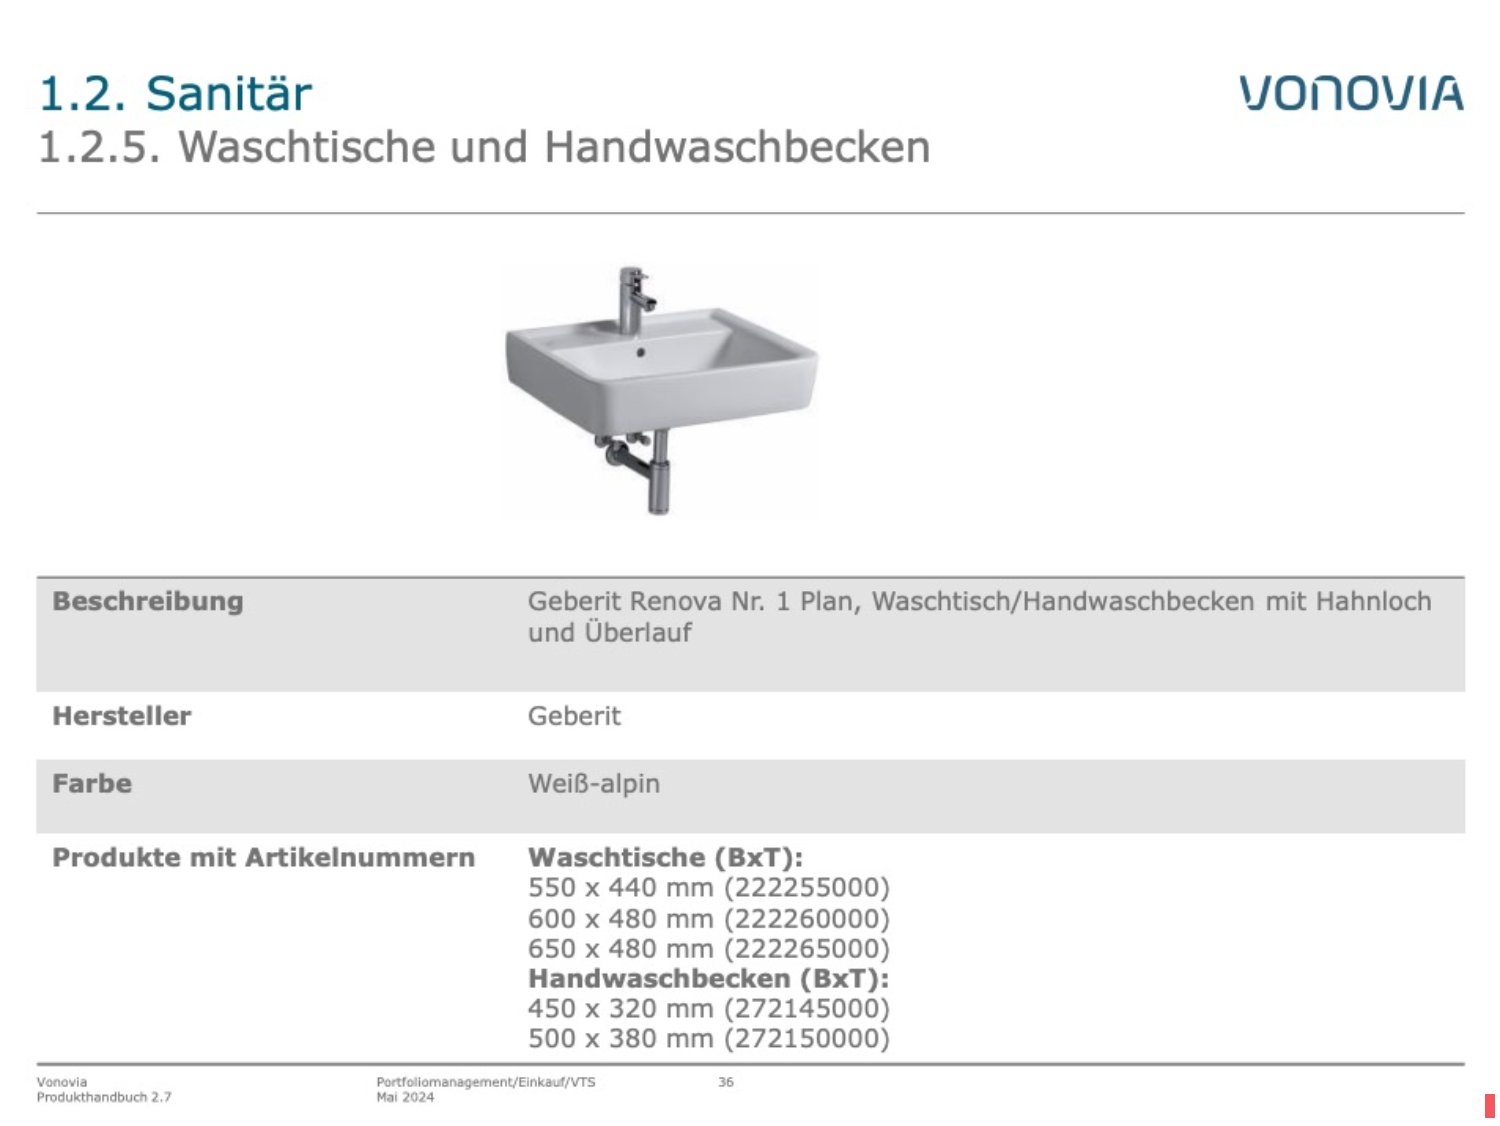 1.2. Sanitär
VONOVIA
1.2.5. Waschtische und Handwaschbecken
Beschreibung
Geberit Renova Nr. 1 Plan, Waschtisch/Handwaschbecken mit Hahnloch
und Überlauf
Hersteller
Geberit
Farbe
Weiß-alpin
Produkte mit Artikelnummern
Waschtische (BxT):
550 x 440 mm (222255000)
600 x 480 mm (222260000)
650 x 480 mm (222265000)
Handwaschbecken (BxT):
450 x 320 mm (272145000)
500 x 380 mm (272150000)
Vonovia
Produkthandbuch 2.7
Portfoliomanagement/Einkauf/VTS
Mai 2024
36